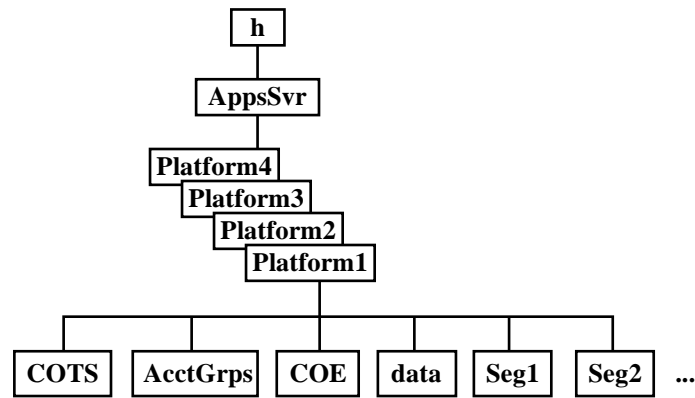 h
AppsSvr
Platform4
Platform3
Platform2
Platform1
COTS AcctGrps COE data Seg1 Seg2 ...